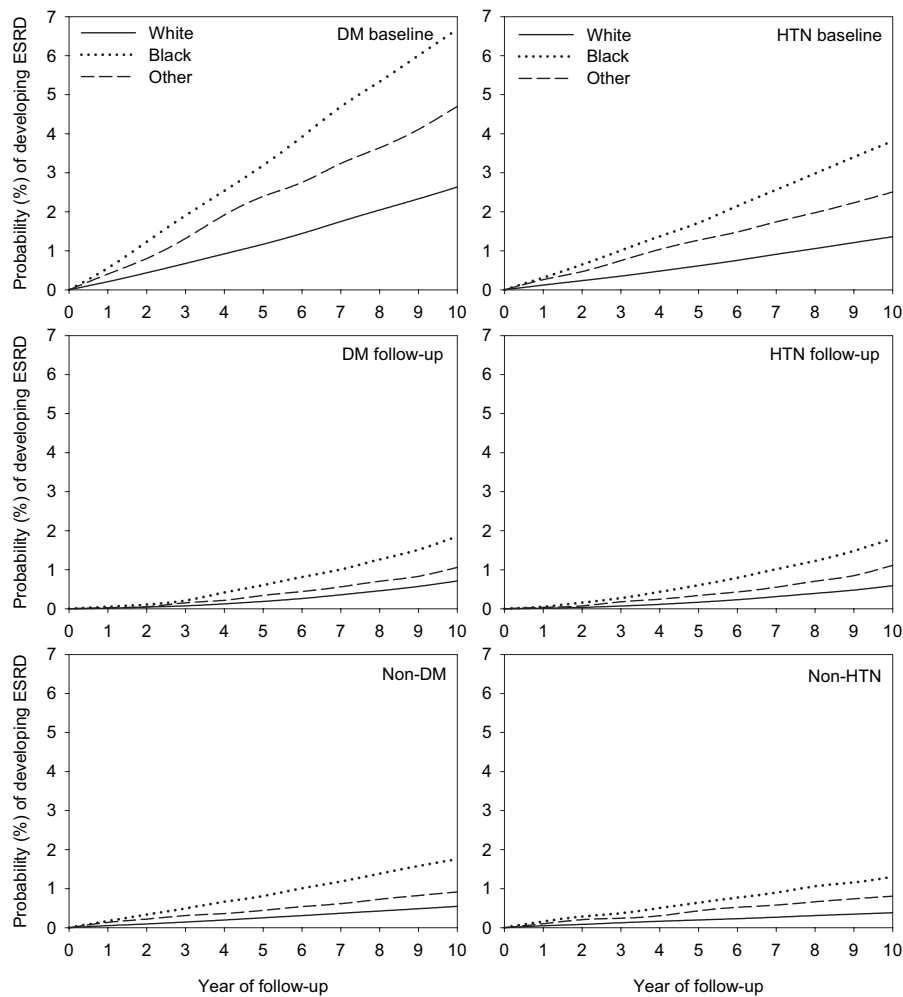 Probability (%) of developing ESRD
7
6
5
4
3
2
1
0
White
Black
Other
DM baseline
0 1 2 3 4 5 6 7 8 9 10
7
6
5
4
3
2
1
0
White
Black
Other
HTN baseline
0 1 2 3 4 5 6 7 8 9 10
Probability (%) of developing ESRD
7
6
5
4
3
2
1
0
DM follow-up
0 1 2 3 4 5 6 7 8 9 10
7
6
5
4
3
2
1
0
HTN follow-up
0 1 2 3 4 5 6 7 8 9 10
Probability (%) of developing ESRD
7
6
5
4
3
2
1
0
Non-DM
0 1 2 3 4 5 6 7 8 9 10
Year of follow-up
7
6
5
4
3
2
1
0
Non-HTN
0 1 2 3 4 5 6 7 8 9 10
Year of follow-up